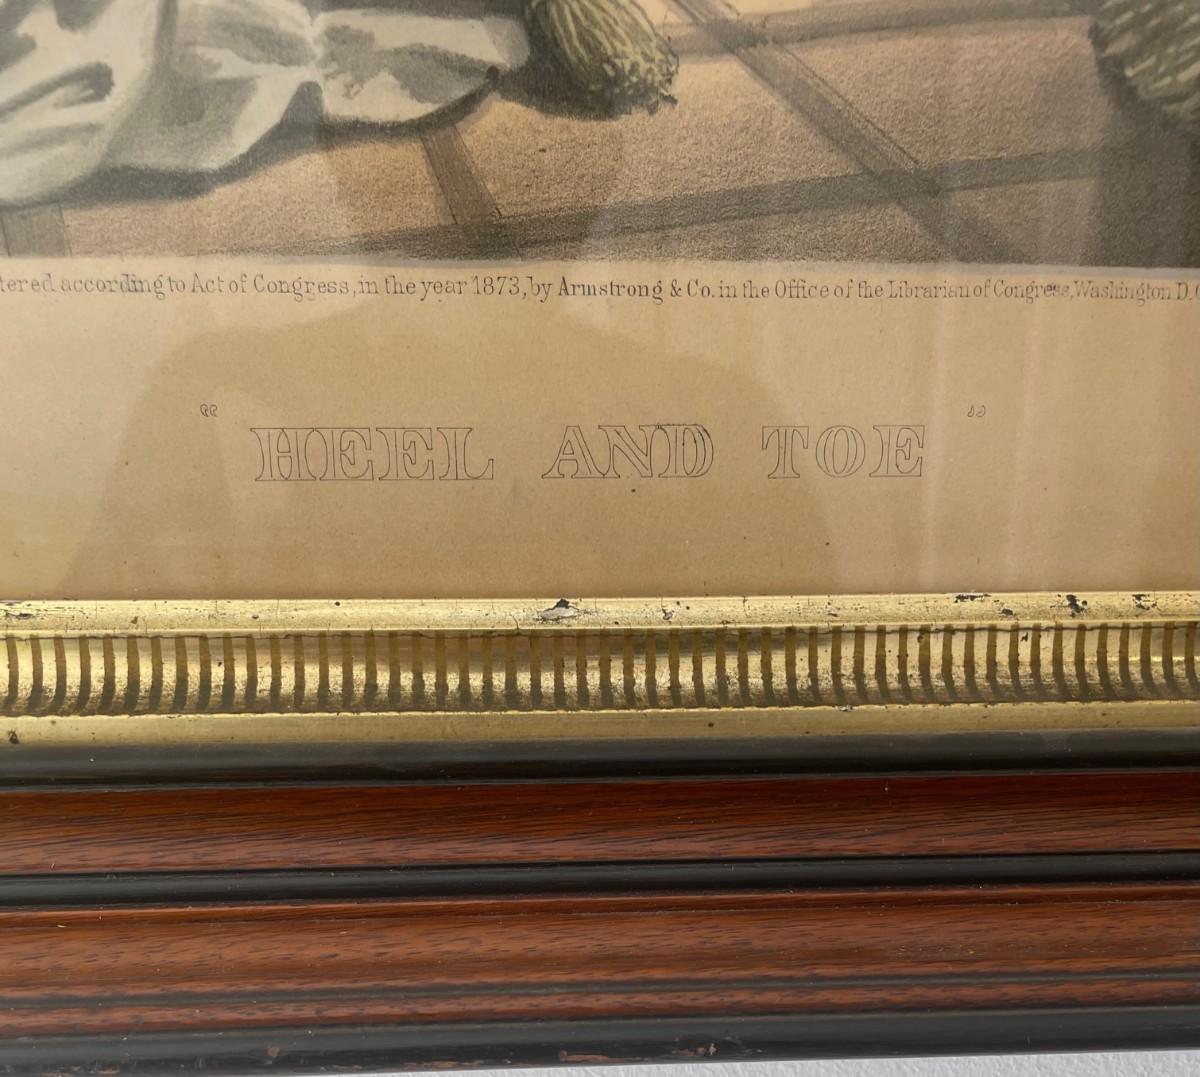 tered according to Act of Congress, in the year 1873, by Armstrong & Co. in the Office of the Librarian of Congress, Washington D.C
" HEEL AND TOE "